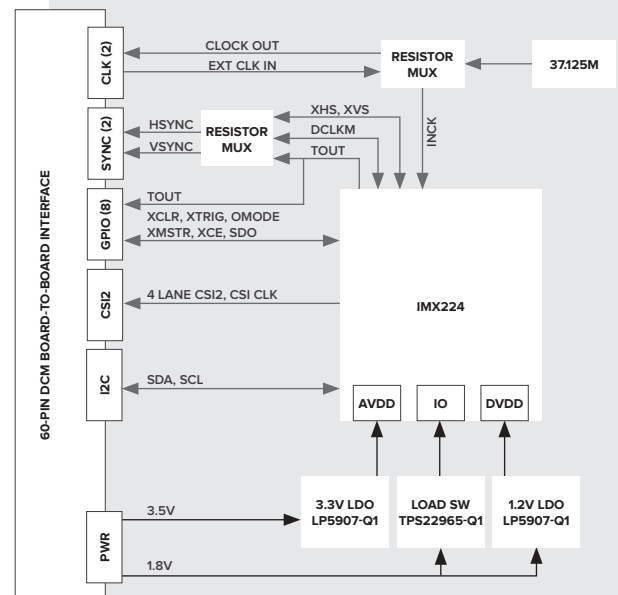 60-PIN DCM BOARD-TO-BOARD INTERFACE
CLK (2)
CLOCK OUT
EXT CLK IN
RESISTOR
MUX
37.125M
INCK
SYNC (2)
HSYNC
VSYNC
RESISTOR
MUX
XHS, XVS
DCLKM
TOUT
GPIO (8)
TOUT
XCLR, XTRIG, OMODE
XMSTR, XCE, SDO
CSI2
4 LANE CSI2, CSI CLK
IMX224
I2C
SDA, SCL
AVDD
IO
DVDD
PWR
3.5V
1.8V
3.3V LDO
LP5907-Q1
LOAD SW
TPS22965-Q1
1.2V LDO
LP5907-Q1